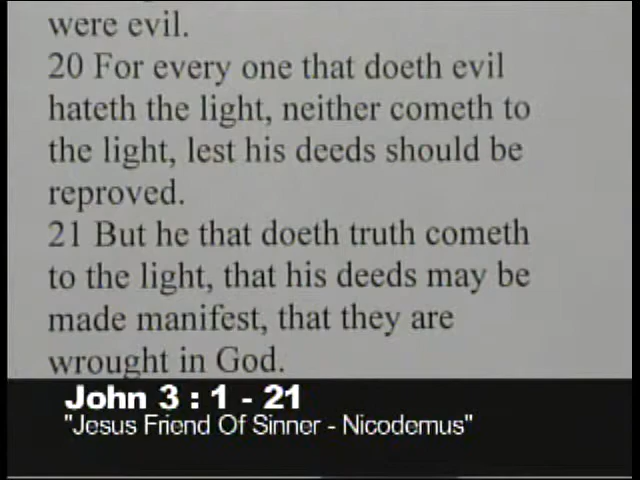 were evil.
20 For every one that doeth evil
hateth the light, neither cometh to
the light, lest his deeds should be
reproved.
21 But he that doeth truth cometh
to the light, that his deeds may be
made manifest, that they are
wrought in God.
John 3 : 1 - 21
"Jesus Friend Of Sinner - Nicodemus"